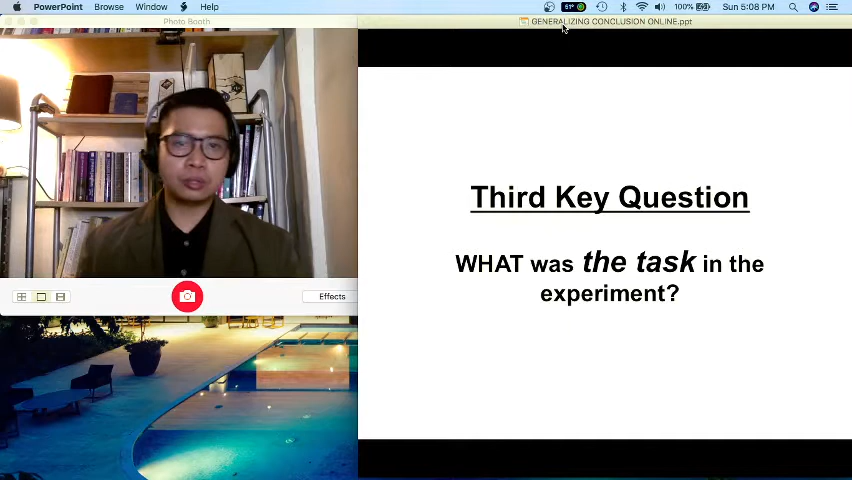 PowerPoint Browse Window Help
51°
100%
Sun 5:08 PM
Photo Booth
GENERALIZING CONCLUSION ONLINE.ppt
Effects
Third Key Question
WHAT was the task in the
experiment?